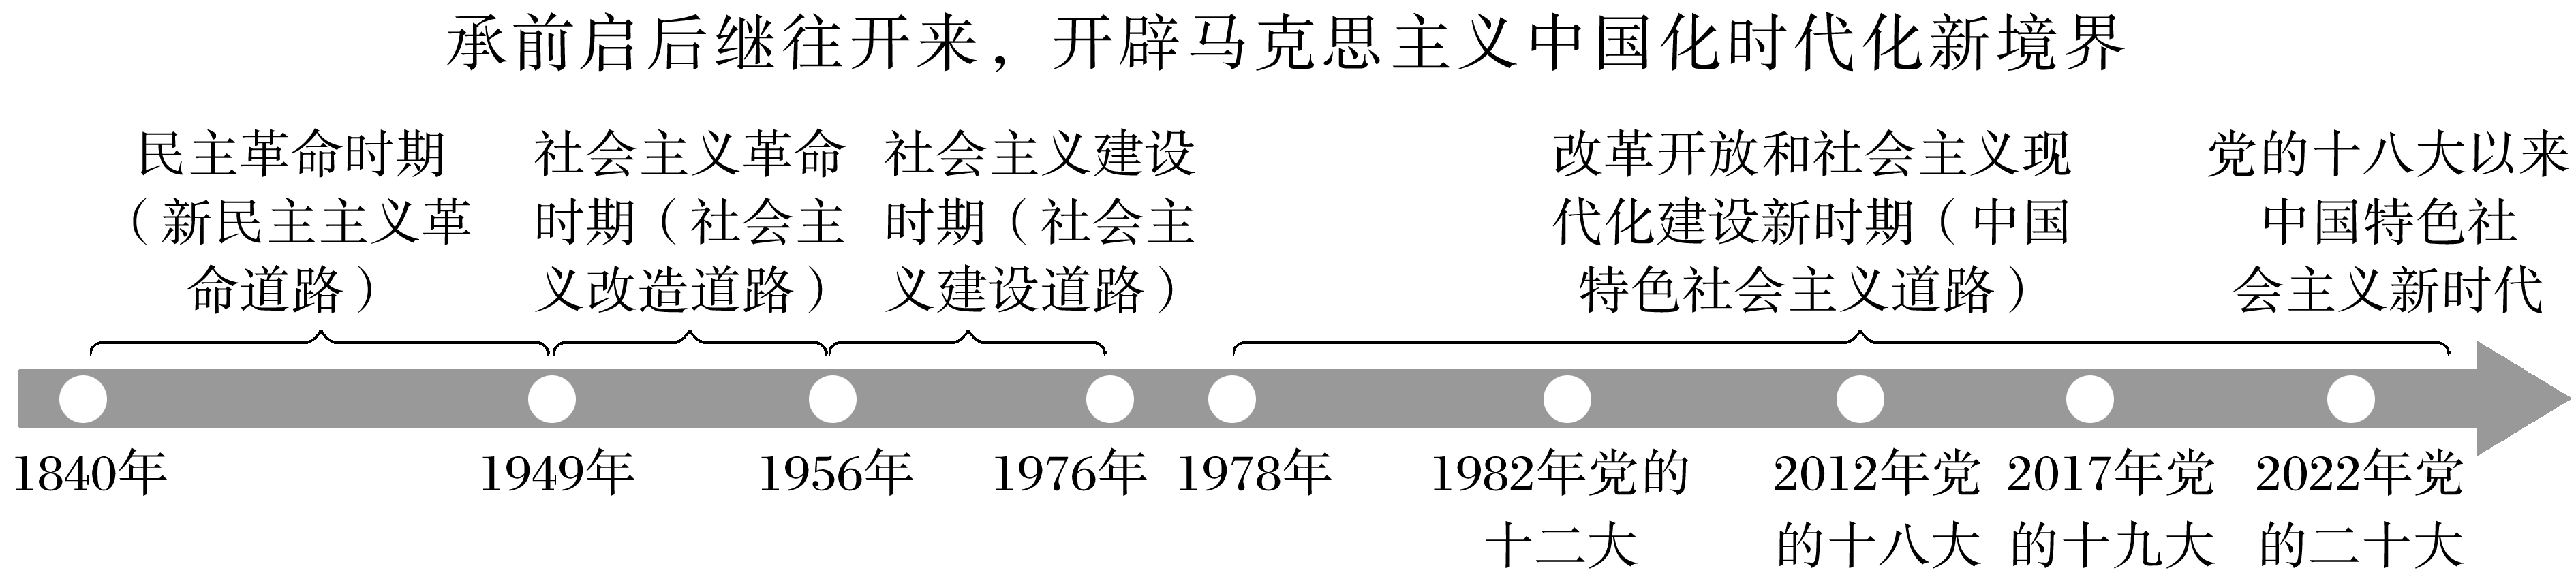 承前启后继往开来，开辟马克思主义中国化时代化新境界
民主革命时期
（新民主主义革
命道路）
社会主义革命
时期（社会主
义改造道路）
社会主义建设
时期（社会主
义建设道路）
改革开放和社会主义现
代化建设新时期（中国
特色社会主义道路）
党的十八大以来
中国特色社
会主义新时代
1840年
1949年
1956年
1976年
1978年
1982年党的
十二大
2012年党
的十八大
2017年党
的十九大
2022年党
的二十大